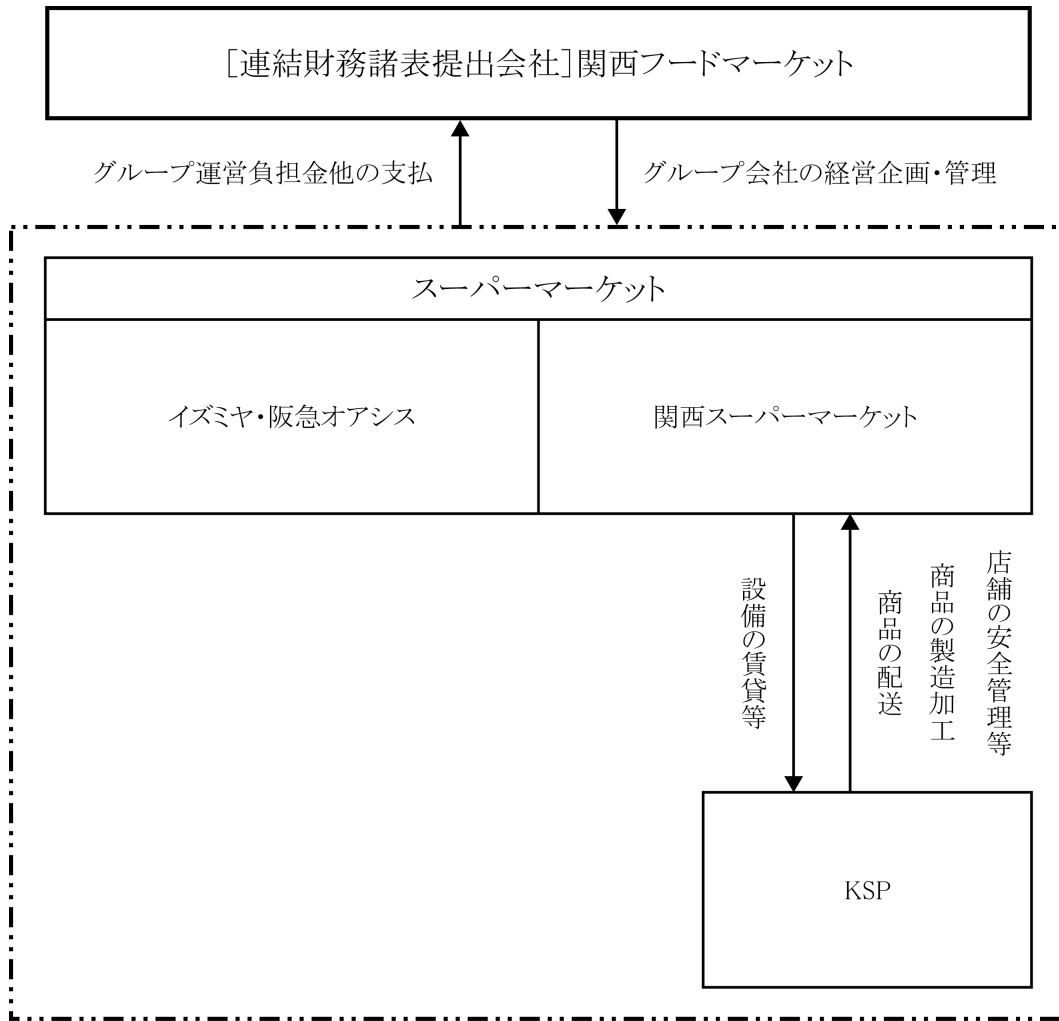 [連結財務諸表提出会社]関西フードマーケット
グループ運営負担金他の支払
グループ会社の経営企画・管理
スーパーマーケット
イズミヤ・阪急オアシス
関西スーパーマーケット
店舗の安全管理等
商品の製造加工
商品の配送
設備の賃貸等
KSP